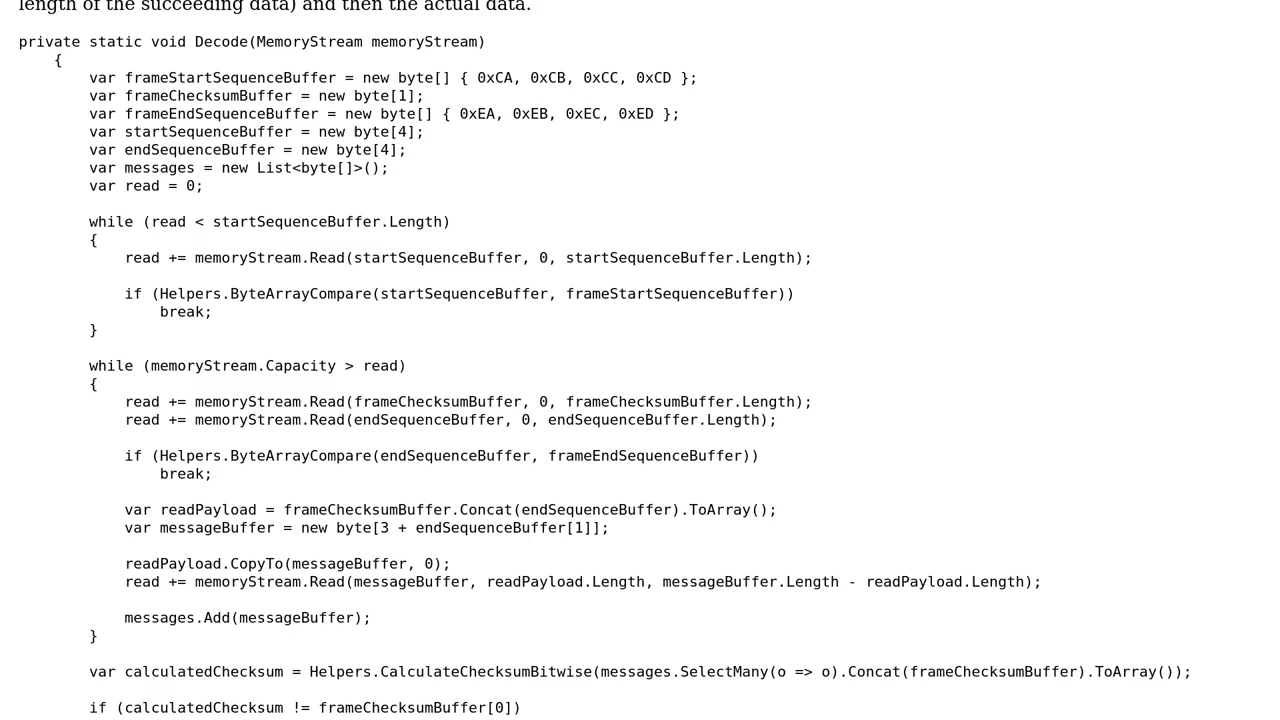 length of the succeeding data) and then the actual data.
private static void Decode(MemoryStream memoryStream)
{
var frameStartSequenceBuffer = new byte[] { 0xCA, 0xCB, 0xCC, 0xCD };
var frameChecksumBuffer = new byte[1];
var frameEndSequenceBuffer = new byte[] { 0xEA, 0xEB, 0xEC, 0xED };
var startSequenceBuffer = new byte[4];
var endSequenceBuffer = new byte[4];
var messages = new List<byte[]>();
var read = 0;
while (read < startSequenceBuffer.Length)
{
read += memoryStream.Read(startSequenceBuffer, 0, startSequenceBuffer.Length);
if (Helpers.ByteArrayCompare(startSequenceBuffer, frameStartSequenceBuffer))
break;
}
while (memoryStream.Capacity > read)
{
read += memoryStream.Read(frameChecksumBuffer, 0, frameChecksumBuffer.Length);
read += memoryStream.Read(endSequenceBuffer, 0, endSequenceBuffer.Length);
if (Helpers.ByteArrayCompare(endSequenceBuffer, frameEndSequenceBuffer))
break;
var readPayload = frameChecksumBuffer.Concat(endSequenceBuffer).ToArray();
var messageBuffer = new byte[3 + endSequenceBuffer[1]];
readPayload.CopyTo(messageBuffer, 0);
read += memoryStream.Read(messageBuffer, readPayload.Length, messageBuffer.Length - readPayload.Length);
messages.Add(messageBuffer);
}
var calculatedChecksum = Helpers.CalculateChecksumBitwise(messages.SelectMany(o => o).Concat(frameChecksumBuffer).ToArray());
if (calculatedChecksum != frameChecksumBuffer[0])